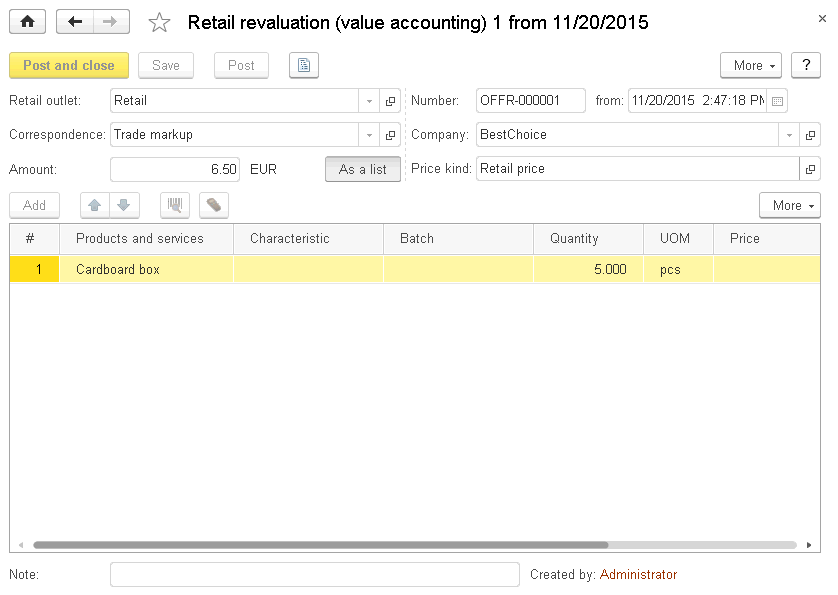 Retail revaluation (value accounting) 1 from 11/20/2015
Post and close Save Post More ?
Retail outlet: Retail Number: OFFR-000001 from: 11/20/2015 2:47:18 PM
Correspondence: Trade markup Company: BestChoice
Amount: 6.50 EUR As a list Price kind: Retail price
Add More
# Products and services Characteristic Batch Quantity UOM Price
1 Cardboard box 5.000 pcs
Note: Created by: Administrator